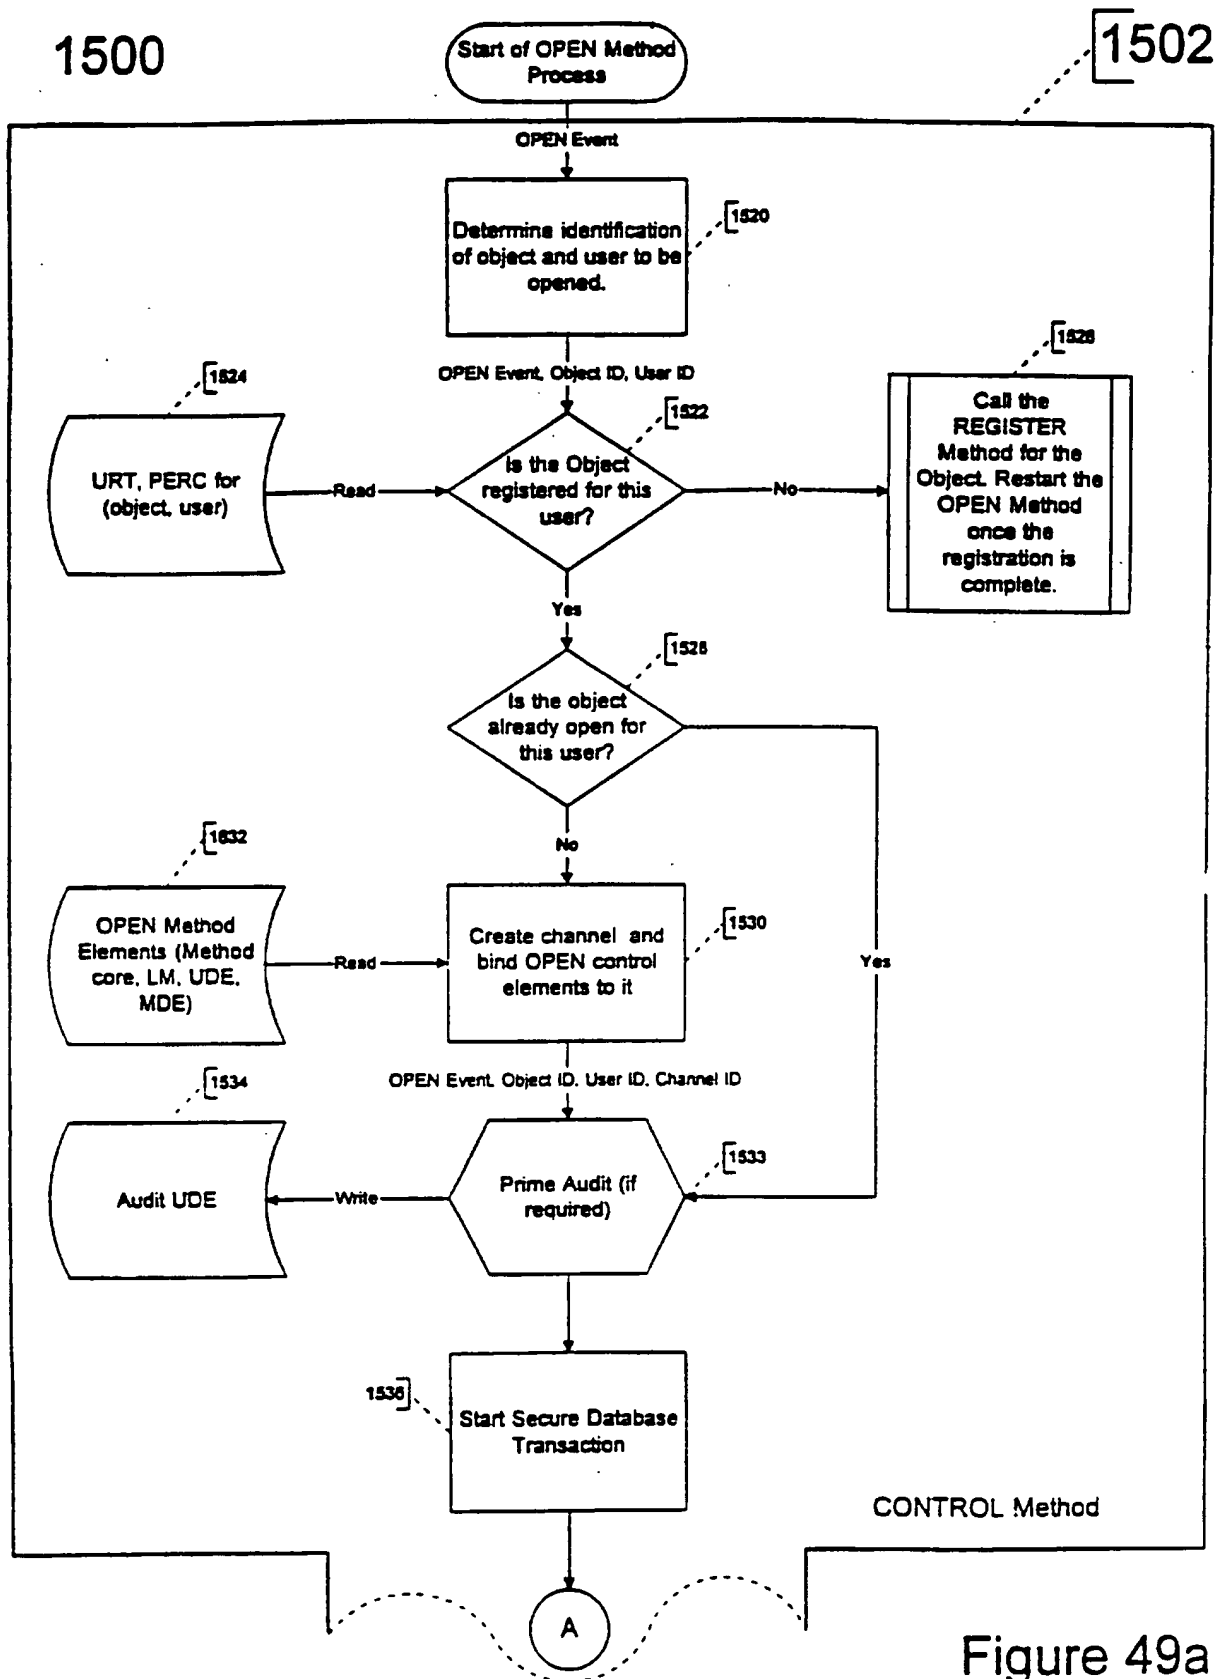 1500
1502
Start of OPEN Method
Process
OPEN Event
1520
Determine identification
of object and user to be
opened.
OPEN Event, Object ID, User ID
1524
1522
1526
URT, PERC for
(object, user)
Read
Is the Object
registered for this
user?
No
Call the
REGISTER
Method for the
Object. Restart the
OPEN Method
once the
registration is
complete.
Yes
1528
Is the object
already open for
this user?
No
1532
OPEN Method
Elements (Method
core, LM, UDE,
MDE)
Read
Create channel and
bind OPEN control
elements to it
1530
Yes
OPEN Event, Object ID, User ID, Channel ID
1534
1533
Audit UDE
Write
Prime Audit (if
required)
1536
Start Secure Database
Transaction
CONTROL Method
A
Figure 49a